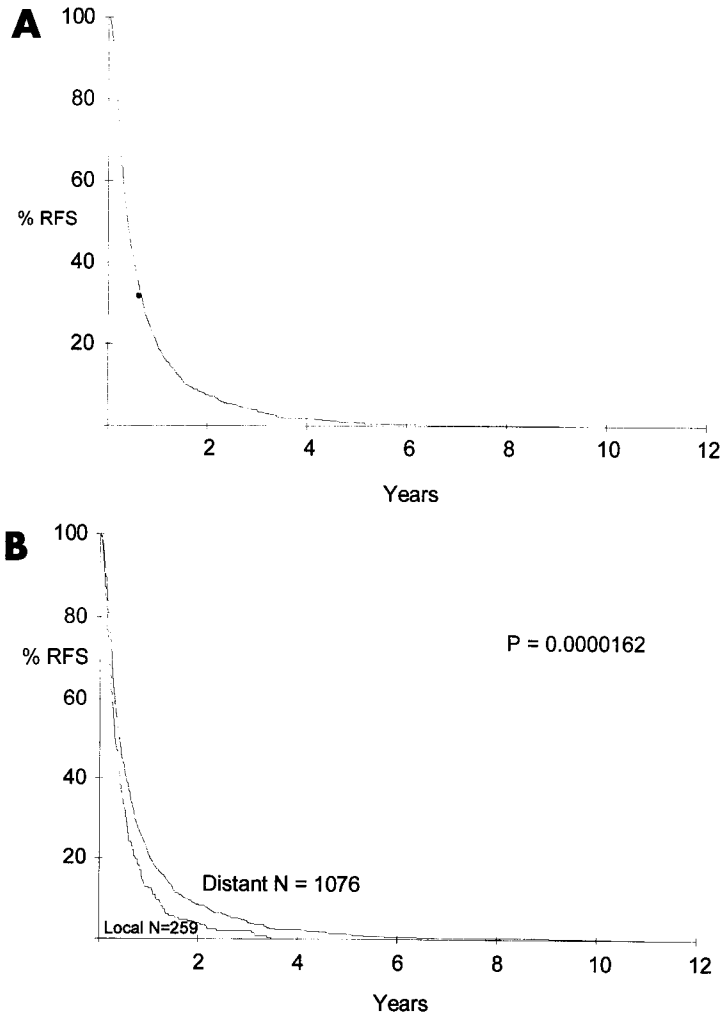 A
100
80
60
% RFS
40
20
2 4 6 8 10 12
Years
B
100
80
P = 0.0000162
% RFS
60
40
20
Distant N = 1076
Local N=259
2 4 6 8 10 12
Years